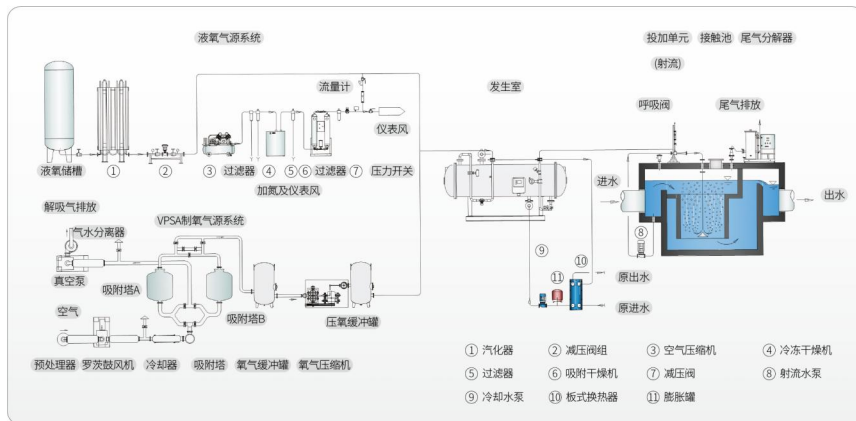 液氧气源系统
投加单元 接触池 尾气分解器
(射流)
发生室
流量计
呼吸阀 尾气排放
仪表风
液氧储槽 ① ② ③ 过滤器 ④ ⑤ ⑥ 过滤器 ⑦ 压力开关
加氮及仪表风
进水
出水
解吸气排放
VPSA制氧气源系统
气水分离器
⑧
⑨ ⑩
真空泵
⑪
原出水
吸附塔A
空气
吸附塔B
压氧缓冲罐
原进水
预处理器 罗茨鼓风机 冷却器 吸附塔 氧气缓冲罐 氧气压缩机
① 汽化器 ② 减压阀组 ③ 空气压缩机 ④ 冷冻干燥机
⑤ 过滤器 ⑥ 吸附干燥机 ⑦ 减压阀 ⑧ 射流水泵
⑨ 冷却水泵 ⑩ 板式换热器 ⑪ 膨胀罐